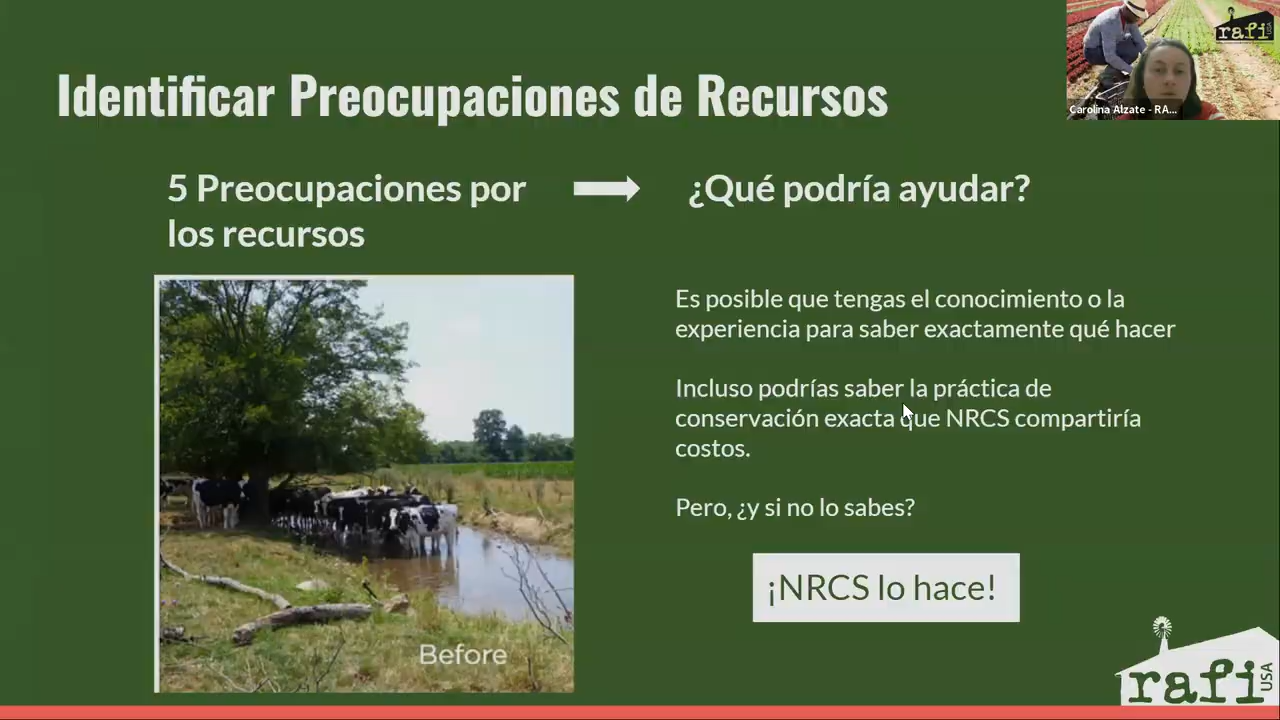 Identificar Preocupaciones de Recursos
rafi
USA
Carolina Alzate - RA...
5 Preocupaciones por
los recursos
¿Qué podría ayudar?
Es posible que tengas el conocimiento o la
experiencia para saber exactamente qué hacer
Incluso podrías saber la práctica de
conservación exacta que NRCS compartiría
costos.
Pero, ¿y si no lo sabes?
¡NRCS lo hace!
Before
rafi
USA